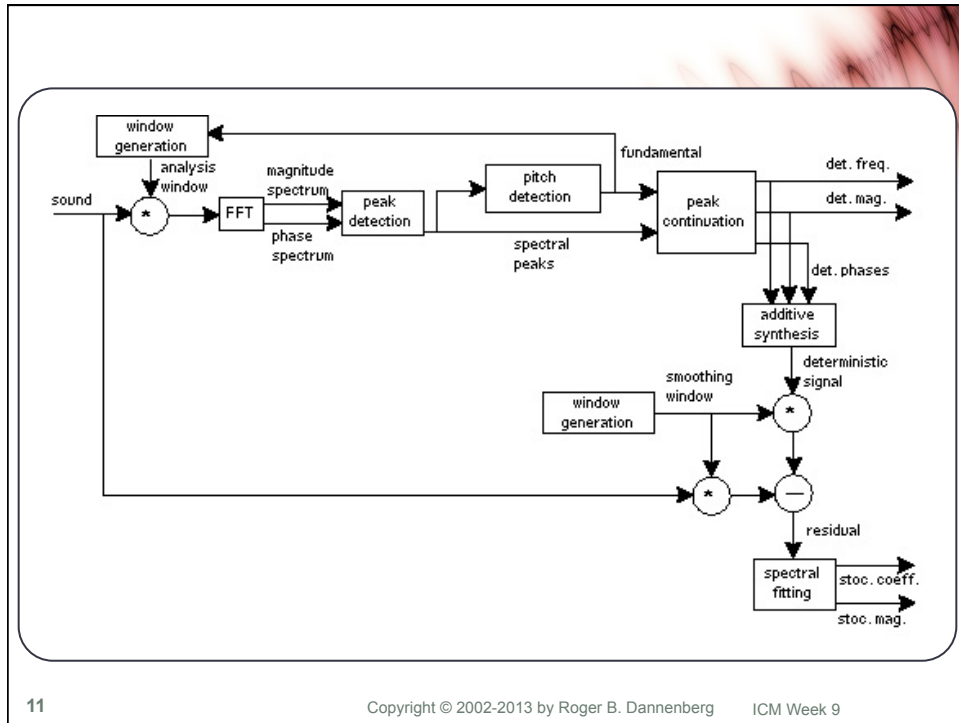 window
generation
analysis
window
sound
*
FFT
magnitude
spectrum
phase
spectrum
peak
detection
pitch
detection
fundamental
spectral
peaks
peak
continuation
det.freq.
det.mag.
det.phases
additive
synthesis
deterministic
signal
smoothing
window
window
generation
*
*
—
residual
spectral
fitting
stoc.coeff.
stoc.mag.
11
Copyright © 2002-2013 by Roger B. Dannenberg
ICM Week 9